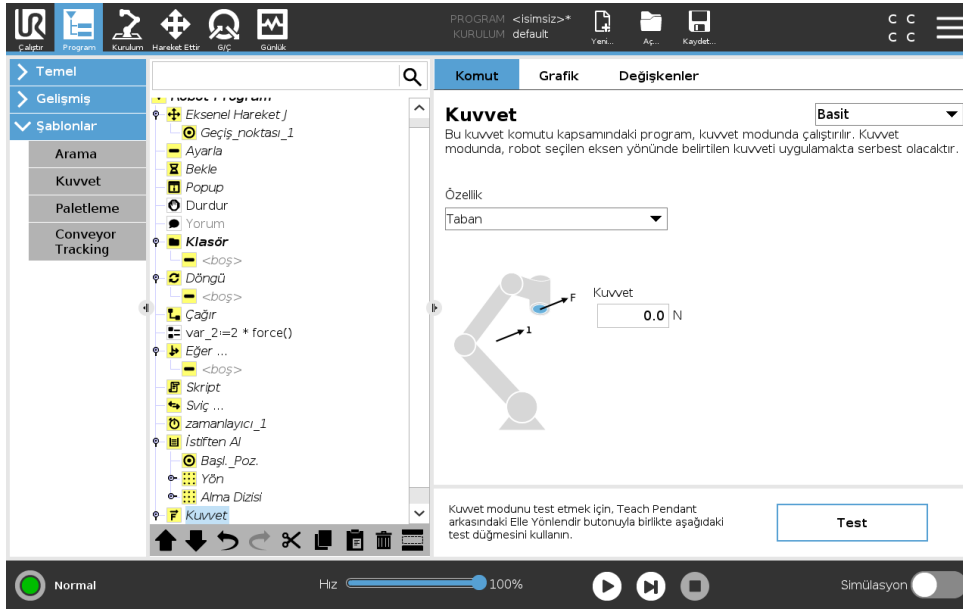 PROGRAM <isimsiz>*
KURULUM default
C C
C C
Çalıştır
Program
Kurulum
Hareket Ettir
G/Ç
Günlük
Yeni...
Aç...
Kaydet...
Temel
Gelişmiş
Şablonlar
Arama
Kuvvet
Paletleme
Conveyor
Tracking
Robot Program
Eksenel Hareket J
Geçiş_noktası_1
Ayarla
Bekle
Popup
Durdur
Yorum
Klasör
<boş>
Döngü
<boş>
Çağır
var_2:=2 * force()
Eğer ...
<boş>
Skript
Sviç ...
zamanlayıcı_1
İstiften Al
Başl._Poz.
Yön
Alma Dizisi
Kuvvet
Komut
Grafik
Değişkenler
Kuvvet
Basit
Bu kuvvet komutu kapsamındaki program, kuvvet modunda çalıştırılır. Kuvvet
modunda, robot seçilen eksen yönünde belirtilen kuvveti uygulamakta serbest olacaktır.
Özellik
Taban
F
1
Kuvvet
0.0 N
Kuvvet modunu test etmek için, Teach Pendant
arkasındaki Elle Yönlendir butonuyla birlikte aşağıdaki
test düğmesini kullanın.
Test
Normal
Hız
100%
Simülasyon